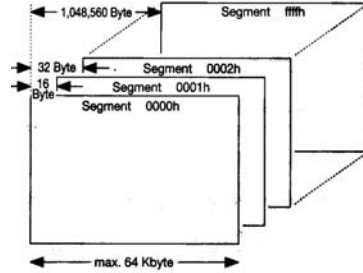 1,048,560 Byte
Segment ffffh
32 Byte
Segment 0002h
16
Byte
Segment 0001h
Segment 0000h
max. 64 Kbyte